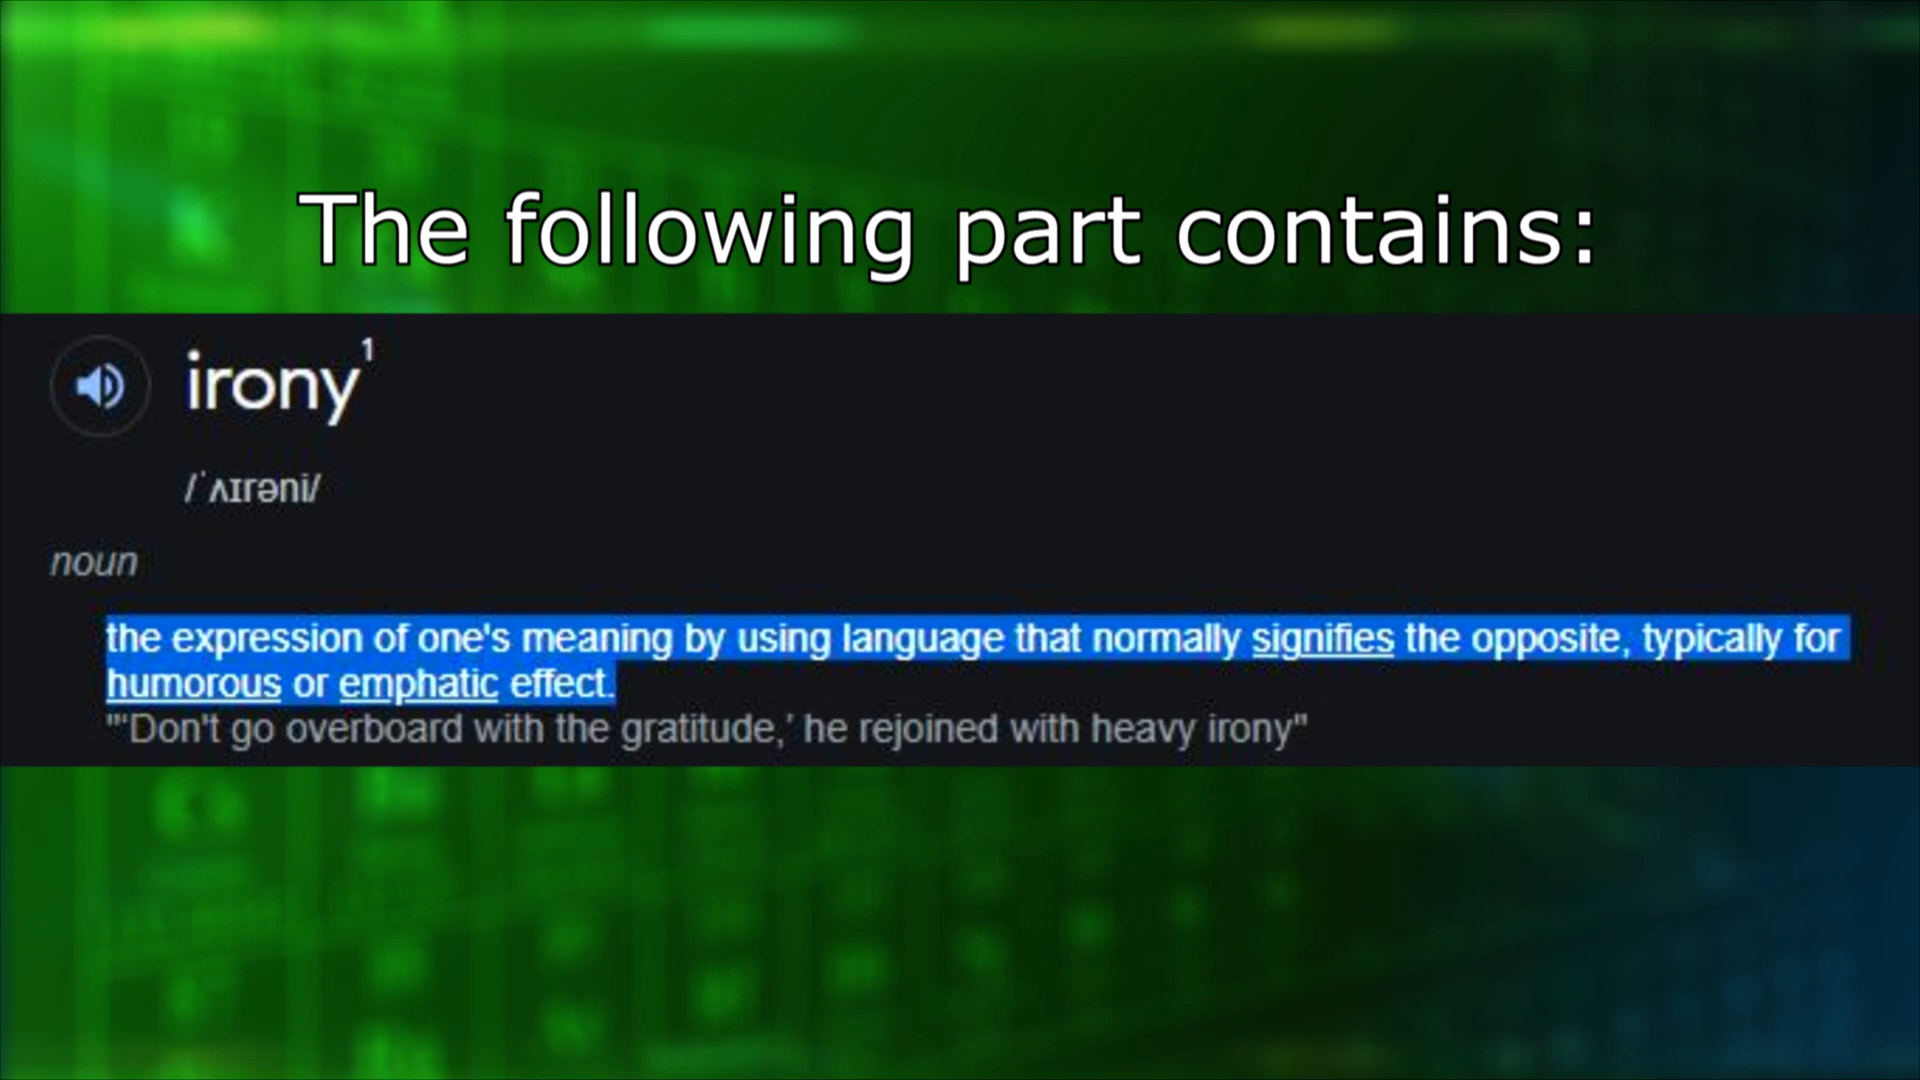 The following part contains:
irony¹
/ˈʌɪrəni/
noun
the expression of one's meaning by using language that normally signifies the opposite, typically for
humorous or emphatic effect.
"'Don't go overboard with the gratitude,' he rejoined with heavy irony"